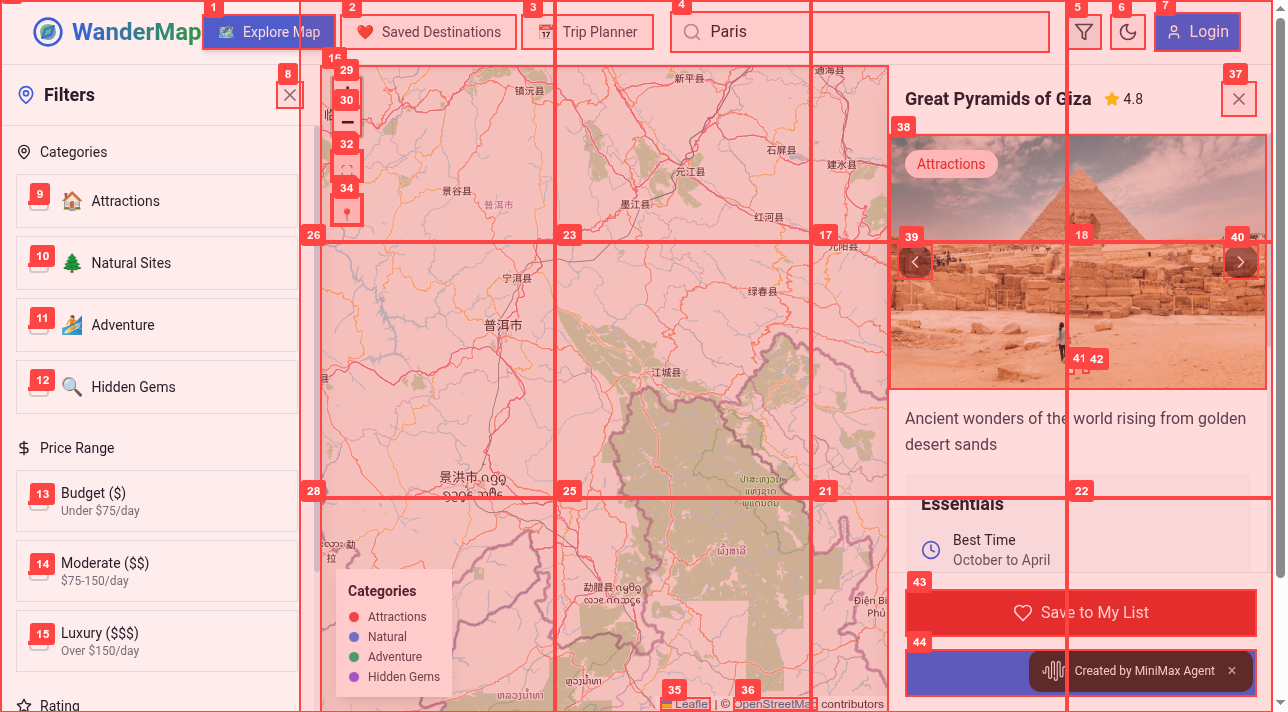 WanderMap
1
Explore Map
2
Saved Destinations
3
Trip Planner
4
Paris
5
6
7
Login
Filters
8
Categories
9
Attractions
10
Natural Sites
11
Adventure
12
Hidden Gems
Price Range
13
Budget ($)
Under $75/day
14
Moderate ($$)
$75-150/day
15
Luxury ($$$)
Over $150/day
Rating
16
29
30
32
34
26
23
17
18
28
25
21
22
镇沅县
新平县
通海县
石屏县
建水县
元江县
景谷县
普洱市
墨江县
红河县
元阳县
宁洱县
绿春县
普洱市
江城县
景洪市
勐腊县
Categories
Attractions
Natural
Adventure
Hidden Gems
35
36
Leaflet | © OpenStreetMap contributors
Great Pyramids of Giza
4.8
37
38
Attractions
39
40
41
42
Ancient wonders of the world rising from golden
desert sands
Essentials
Best Time
October to April
43
Save to My List
44
Created by MiniMax Agent ×